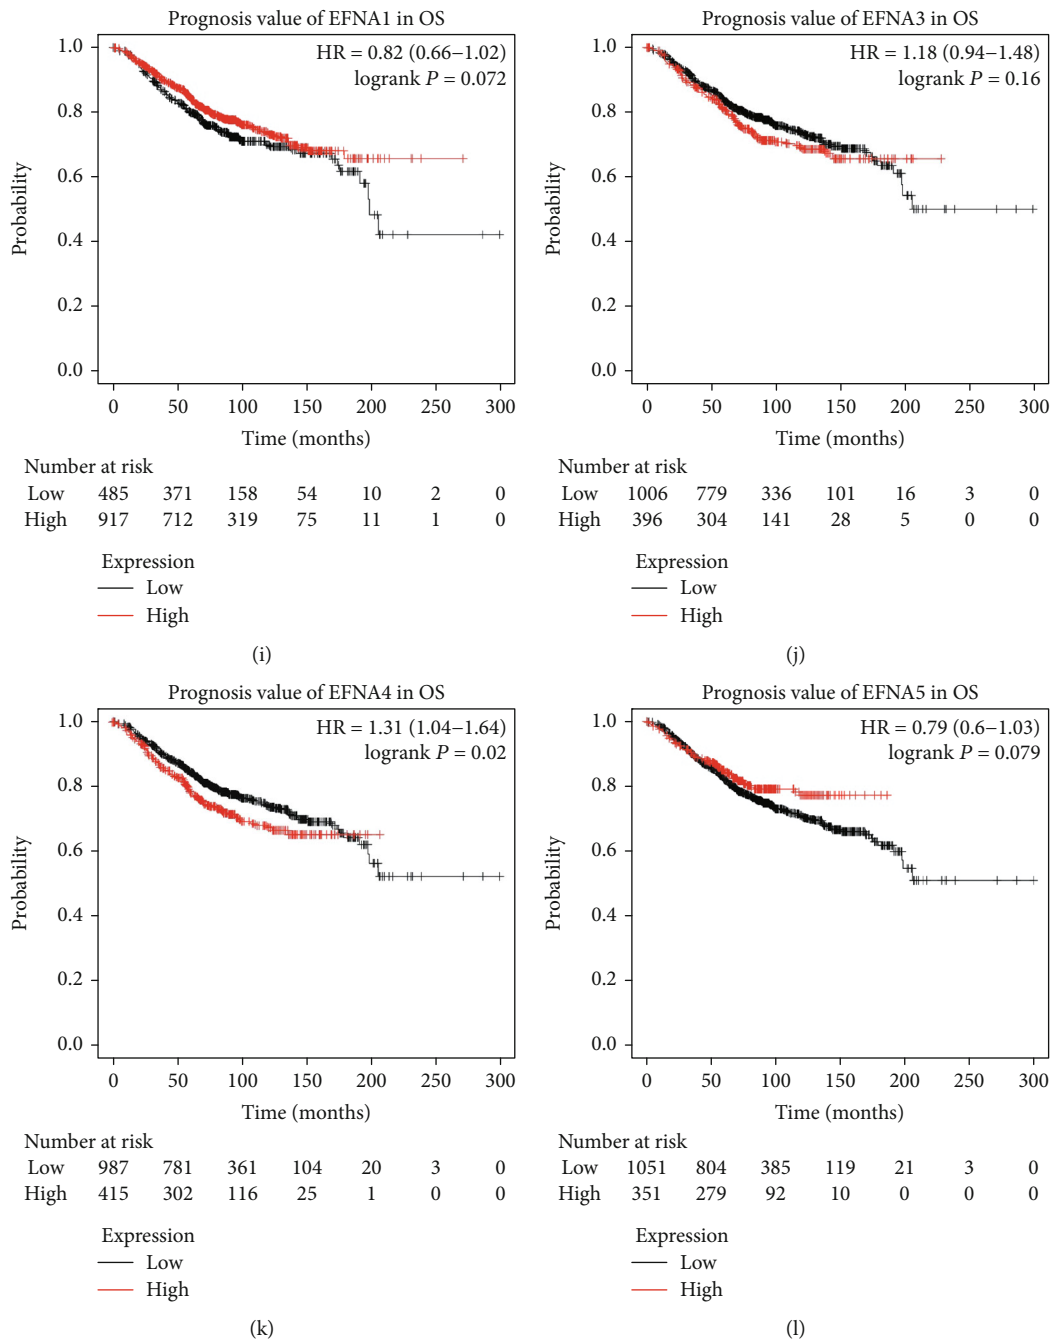 Prognosis value of EFNA1 in OS
HR = 0.82 (0.66−1.02)
logrank P = 0.072
1.0
0.8
0.6
0.4
0.2
0.0
Probability
0 50 100 150 200 250 300
Time (months)
Number at risk
Low 485 371 158 54 10 2 0
High 917 712 319 75 11 1 0
Expression
Low
High
(i)
Prognosis value of EFNA3 in OS
HR = 1.18 (0.94−1.48)
logrank P = 0.16
1.0
0.8
0.6
0.4
0.2
0.0
Probability
0 50 100 150 200 250 300
Time (months)
Number at risk
Low 1006 779 336 101 16 3 0
High 396 304 141 28 5 0 0
Expression
Low
High
(j)
Prognosis value of EFNA4 in OS
HR = 1.31 (1.04−1.64)
logrank P = 0.02
1.0
0.8
0.6
0.4
0.2
0.0
Probability
0 50 100 150 200 250 300
Time (months)
Number at risk
Low 987 781 361 104 20 3 0
High 415 302 116 25 1 0 0
Expression
Low
High
(k)
Prognosis value of EFNA5 in OS
HR = 0.79 (0.6−1.03)
logrank P = 0.079
1.0
0.8
0.6
0.4
0.2
0.0
Probability
0 50 100 150 200 250 300
Time (months)
Number at risk
Low 1051 804 385 119 21 3 0
High 351 279 92 10 0 0 0
Expression
Low
High
(l)